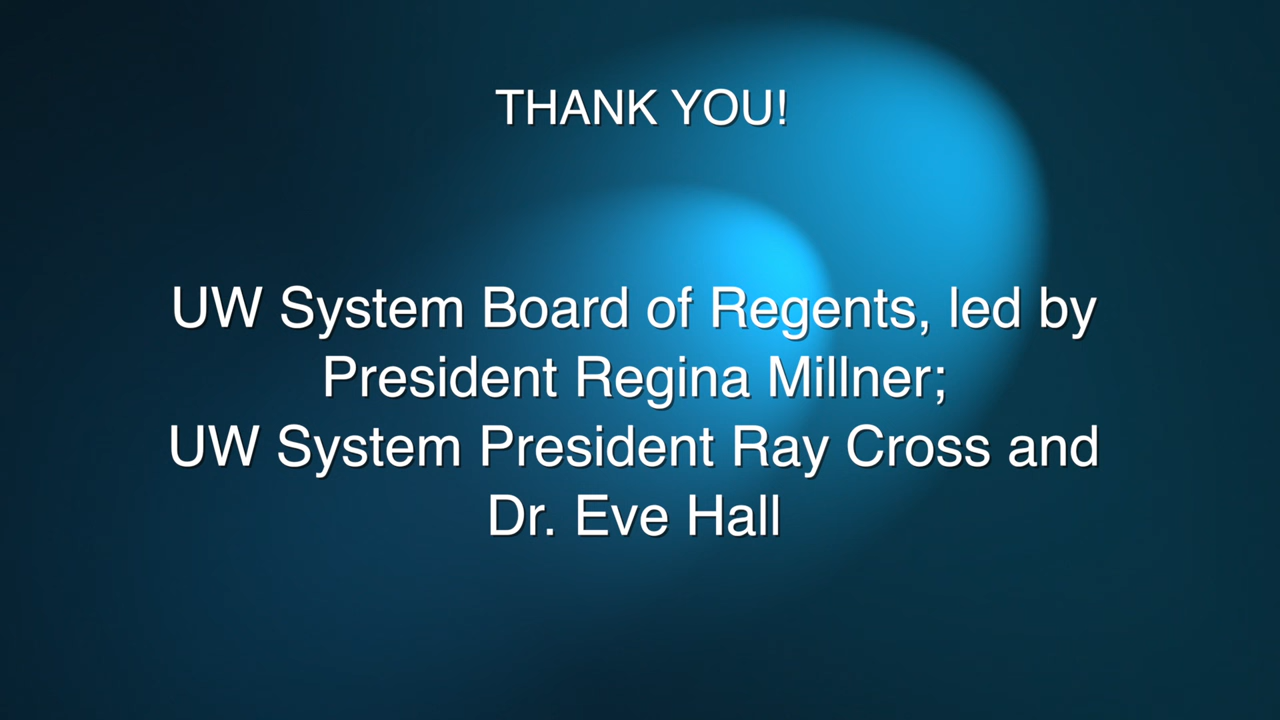 THANK YOU!
UW System Board of Regents, led by
President Regina Millner;
UW System President Ray Cross and
Dr. Eve Hall